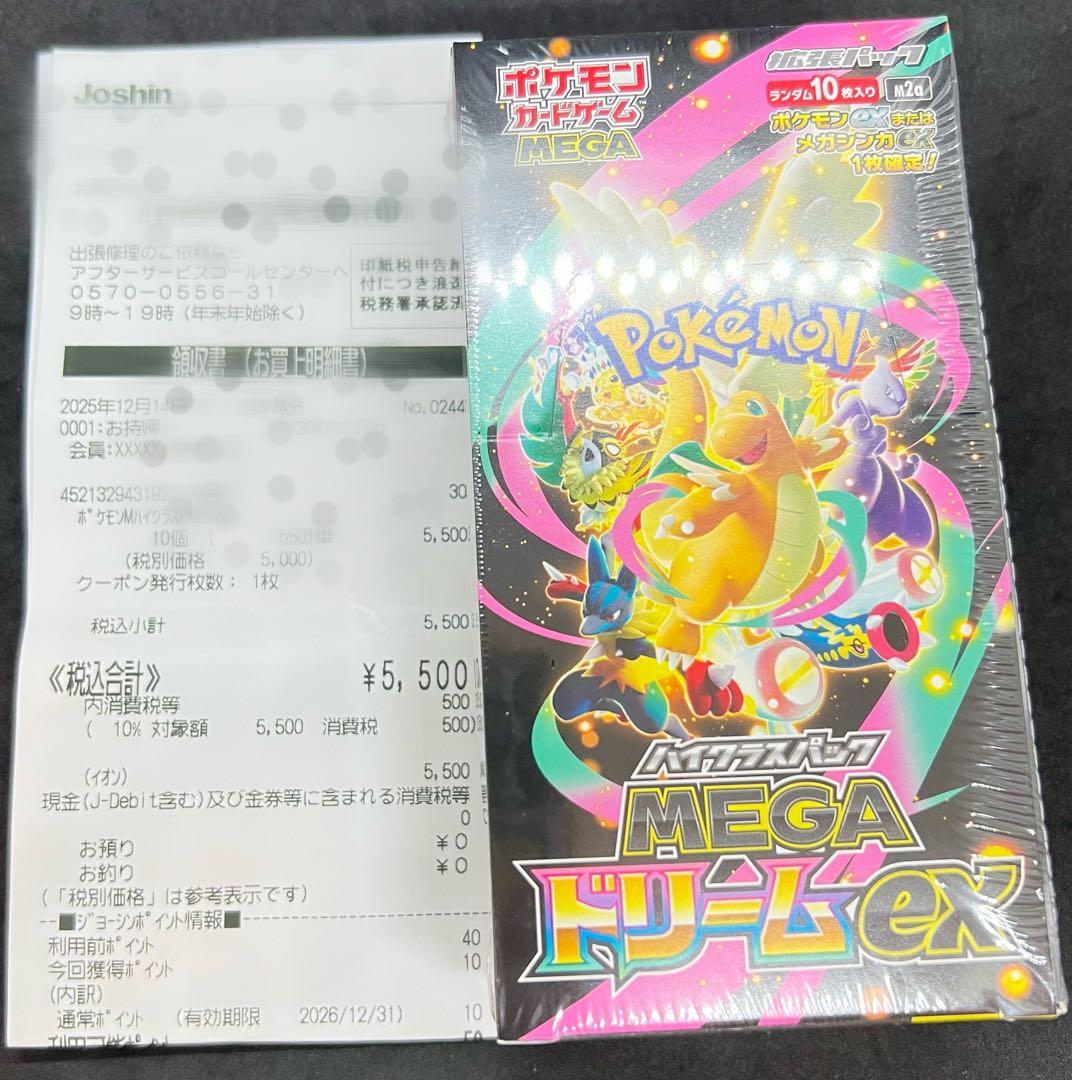 Joshin
出張修理のご依頼なら
アフターサービスコールセンターへ
0570-0556-31
9時～19時(年末年始除く)
印紙税申告納
付につき浪速
税務署承認済
領収書 (お買上明細書)
2025年12月14日
No.0244
0001:お持帰
会員:XXXXX
30
10個
5,500
(税別価格 5,000)
クーポン発行枚数: 1枚
税込小計 5,500
《税込合計》 ¥5,500
内消費税等 500
( 10% 対象額 5,500 消費税 500)
(イオン) 5,500
現金(J-Debit含む)及び金券等に含まれる消費税等
0
お預り ¥0
お釣り ¥0
(「税別価格」は参考表示です)
--■ジョーシンポイント情報■--
利用前ポイント 40
今回獲得ポイント 10
(内訳)
通常ポイント (有効期限 2026/12/31) 10
利用可能ポイント 50
ポケモン
カードゲーム
MEGA
拡張パック
ランダム10枚入り M2a
ポケモンexまたは
メガシンカex
1枚確定!
POKéMON
ハイクラスパック
MEGA
ドリームex